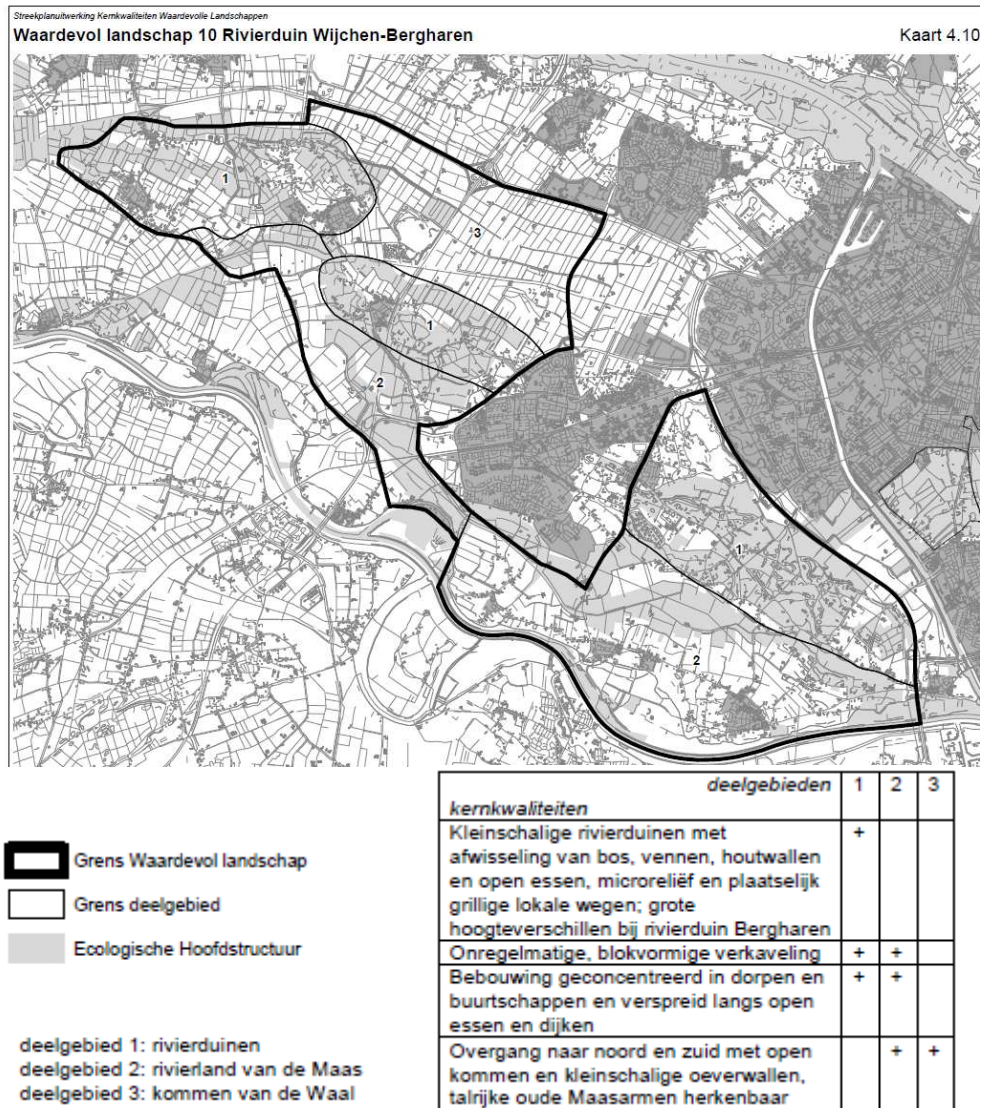 Streekplanuitwerking Kernkwaliteiten Waardevolle Landschappen
Waardevol landschap 10 Rivierduin Wijchen-Bergharen
Kaart 4.10
1
3
1
2
1
2
Grens Waardevol landschap
Grens deelgebied
Ecologische Hoofdstructuur
deelgebied 1: rivierduinen
deelgebied 2: rivierland van de Maas
deelgebied 3: kommen van de Waal
deelgebieden 1 2 3
kernkwaliteiten
Kleinschalige rivierduinen met +
afwisseling van bos, vennen, houtwallen
en open essen, microreliëf en plaatselijk
grillige lokale wegen; grote
hoogteverschillen bij rivierduin Bergharen
Onregelmatige, blokvormige verkaveling + +
Bebouwing geconcentreerd in dorpen en + +
buurtschappen en verspreid langs open
essen en dijken
Overgang naar noord en zuid met open + +
kommen en kleinschalige oeverwallen,
talrijke oude Maasarmen herkenbaar